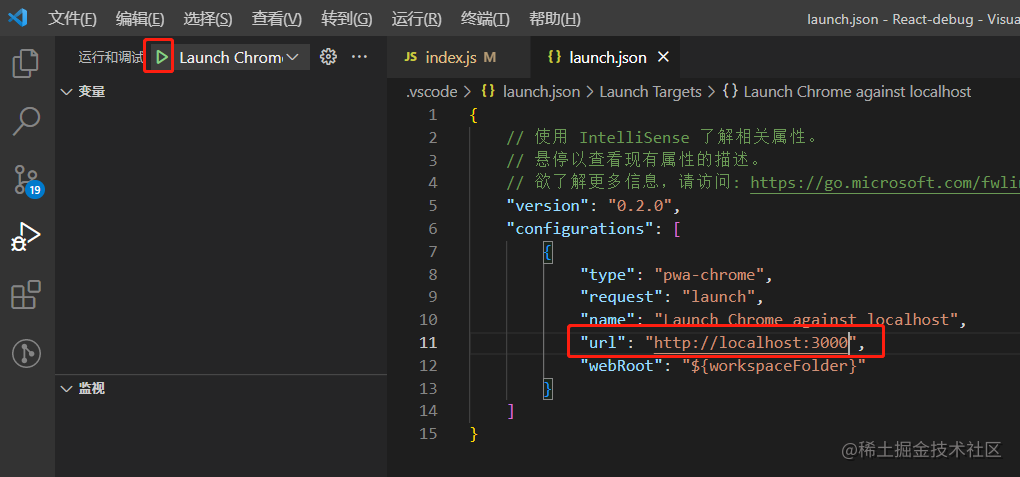 文件(F) 编辑(E) 选择(S) 查看(V) 转到(G) 运行(R) 终端(T) 帮助(H) launch.json - React-debug - Visua
运行和调试 Launch Chrom
JS index.js M {} launch.json
变量
.vscode > {} launch.json > Launch Targets > {} Launch Chrome against localhost
1 {
2 // 使用 IntelliSense 了解相关属性。
3 // 悬停以查看现有属性的描述。
4 // 欲了解更多信息，请访问: https://go.microsoft.com/fwlin
5 "version": "0.2.0",
6 "configurations": [
7 {
8 "type": "pwa-chrome",
9 "request": "launch",
10 "name": "Launch Chrome against localhost",
11 "url": "http://localhost:3000",
12 "webRoot": "${workspaceFolder}"
13 }
14 ]
15 }
19
监视
@稀土掘金技术社区